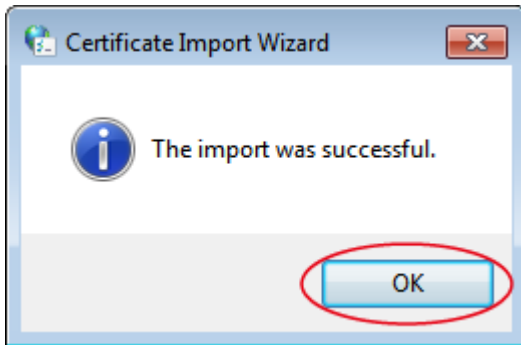 Certificate Import Wizard
The import was successful.
OK